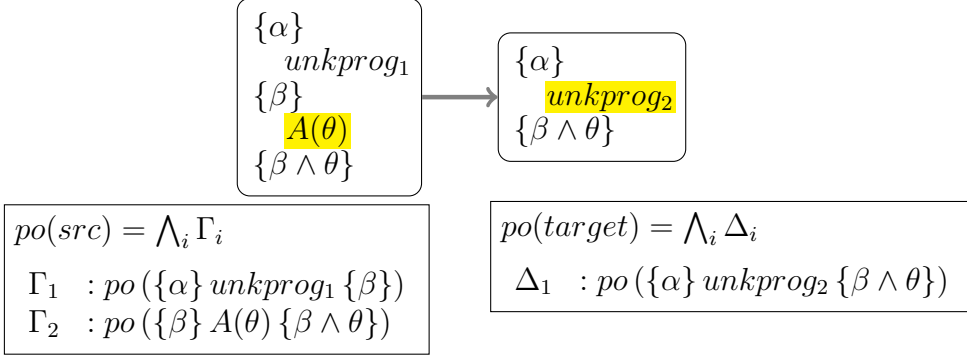 {α}
unkprog₁
{β}
A(θ)
{β ∧ θ}
{α}
unkprog₂
{β ∧ θ}
po(src) = ⋀ᵢ Γᵢ
Γ₁ : po ({α} unkprog₁ {β})
Γ₂ : po ({β} A(θ) {β ∧ θ})
po(target) = ⋀ᵢ Δᵢ
Δ₁ : po ({α} unkprog₂ {β ∧ θ})